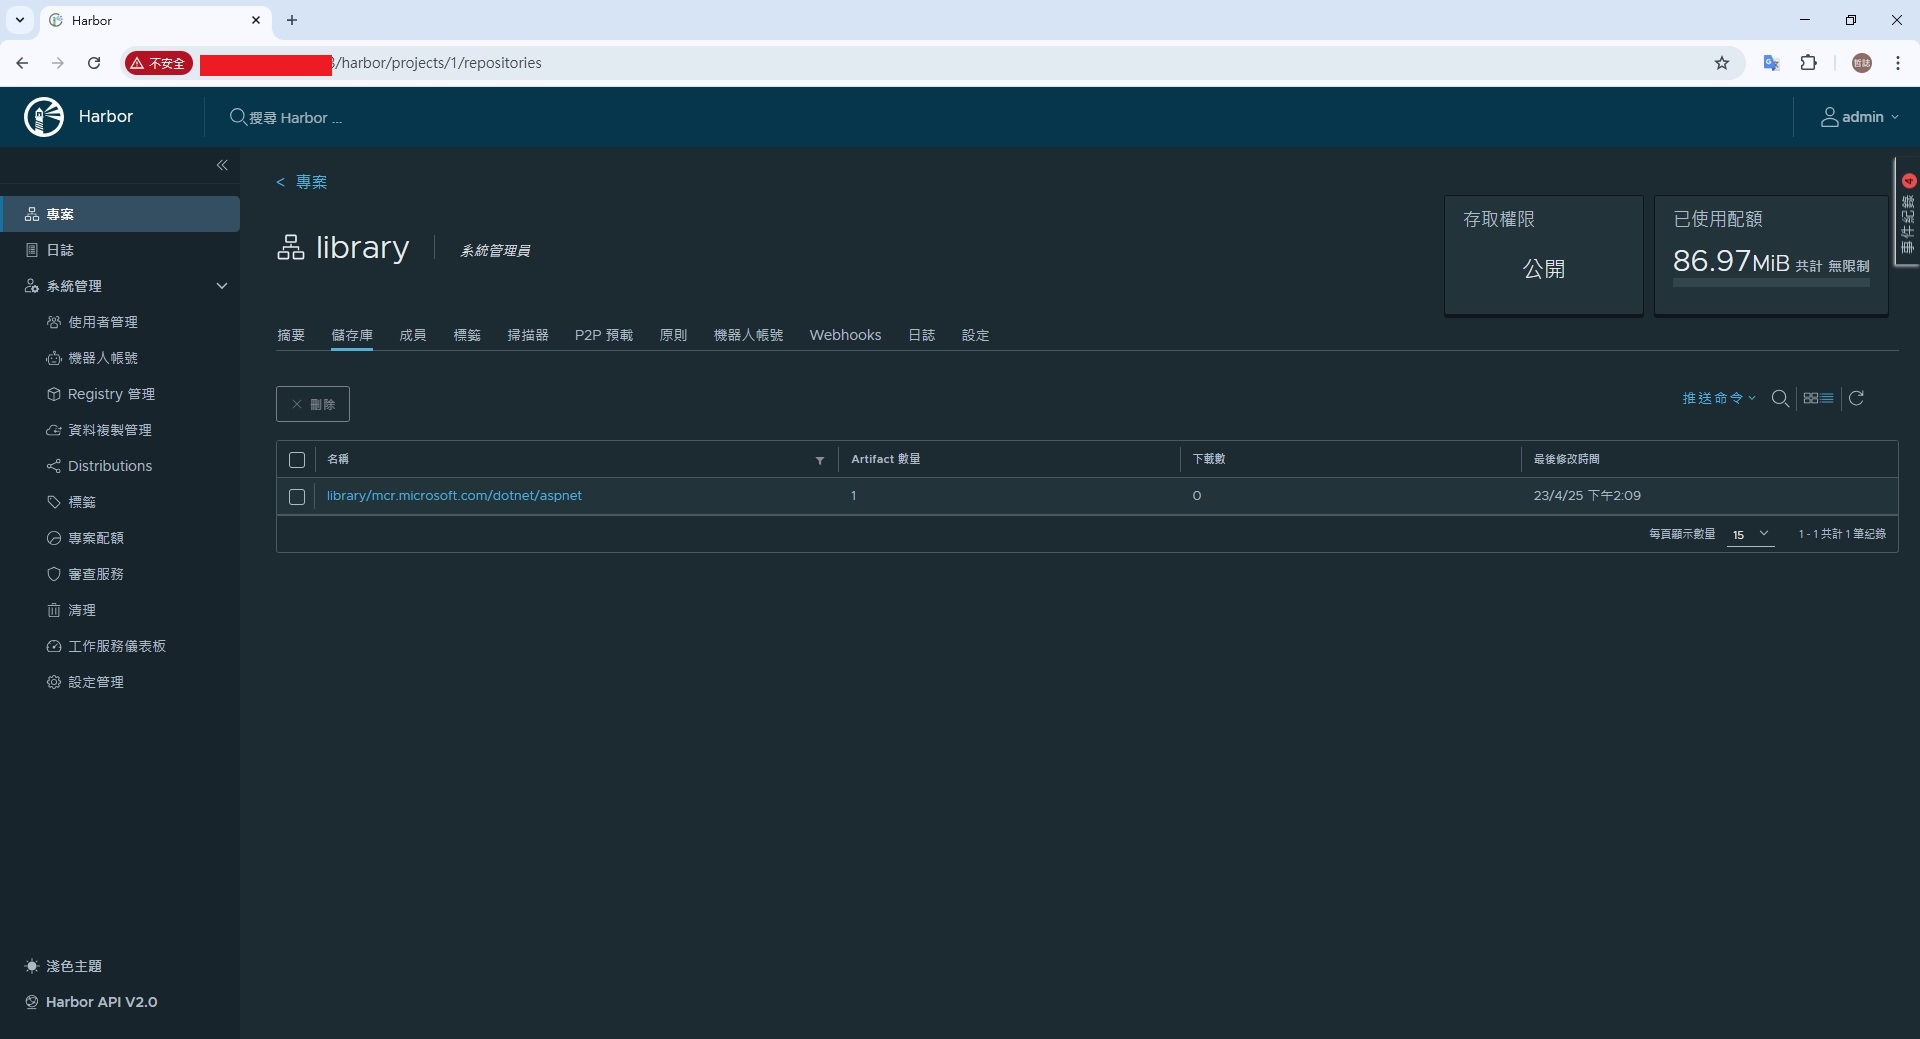 Harbor
不安全
3/harbor/projects/1/repositories
哲誌
Harbor
搜尋 Harbor ...
admin
專案
日誌
系統管理
使用者管理
機器人帳號
Registry 管理
資料複製管理
Distributions
標籤
專案配額
審查服務
清理
工作服務儀表板
設定管理
淺色主題
Harbor API V2.0
< 專案
library
系統管理員
存取權限
公開
已使用配額
86.97MiB 共計 無限制
4
事件紀錄
摘要 儲存庫 成員 標籤 掃描器 P2P 預載 原則 機器人帳號 Webhooks 日誌 設定
刪除
推送命令
名稱 Artifact 數量 下載數 最後修改時間
library/mcr.microsoft.com/dotnet/aspnet 1 0 23/4/25 下午2:09
每頁顯示數量 15 1 - 1 共計 1 筆紀錄